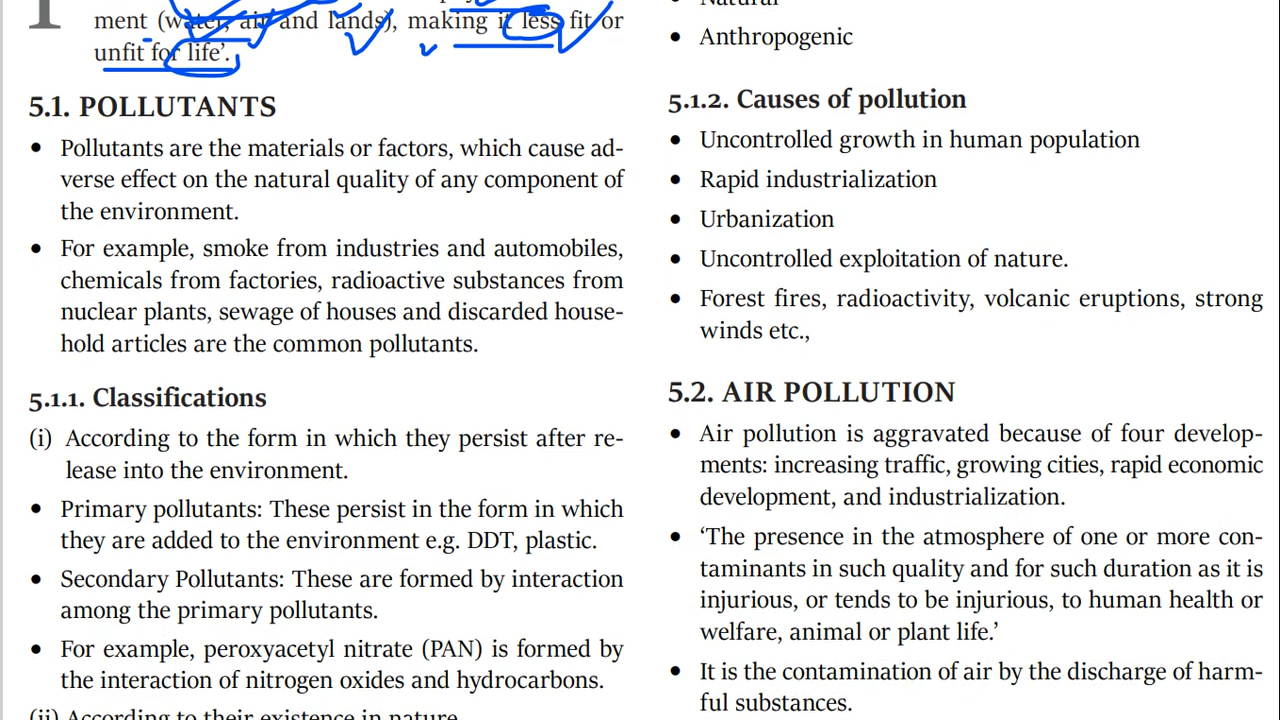 ment (water, air and lands), making it less fit or
unfit for life’.
5.1. POLLUTANTS
• Pollutants are the materials or factors, which cause ad-
verse effect on the natural quality of any component of
the environment.
• For example, smoke from industries and automobiles,
chemicals from factories, radioactive substances from
nuclear plants, sewage of houses and discarded house-
hold articles are the common pollutants.
5.1.1. Classifications
(i) According to the form in which they persist after re-
lease into the environment.
• Primary pollutants: These persist in the form in which
they are added to the environment e.g. DDT, plastic.
• Secondary Pollutants: These are formed by interaction
among the primary pollutants.
• For example, peroxyacetyl nitrate (PAN) is formed by
the interaction of nitrogen oxides and hydrocarbons.
(ii) According to their existence in nature
• Natural
• Anthropogenic
5.1.2. Causes of pollution
• Uncontrolled growth in human population
• Rapid industrialization
• Urbanization
• Uncontrolled exploitation of nature.
• Forest fires, radioactivity, volcanic eruptions, strong
winds etc.,
5.2. AIR POLLUTION
• Air pollution is aggravated because of four develop-
ments: increasing traffic, growing cities, rapid economic
development, and industrialization.
• ‘The presence in the atmosphere of one or more con-
taminants in such quality and for such duration as it is
injurious, or tends to be injurious, to human health or
welfare, animal or plant life.’
• It is the contamination of air by the discharge of harm-
ful substances.